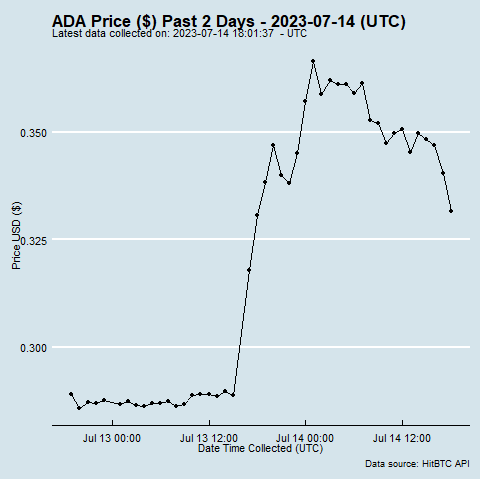 ADA Price ($) Past 2 Days - 2023-07-14 (UTC)
Latest data collected on: 2023-07-14 18:01:37 - UTC
0.350
0.325
0.300
Price USD ($)
Jul 13 00:00 Jul 13 12:00 Jul 14 00:00 Jul 14 12:00
Date Time Collected (UTC)
Data source: HitBTC API